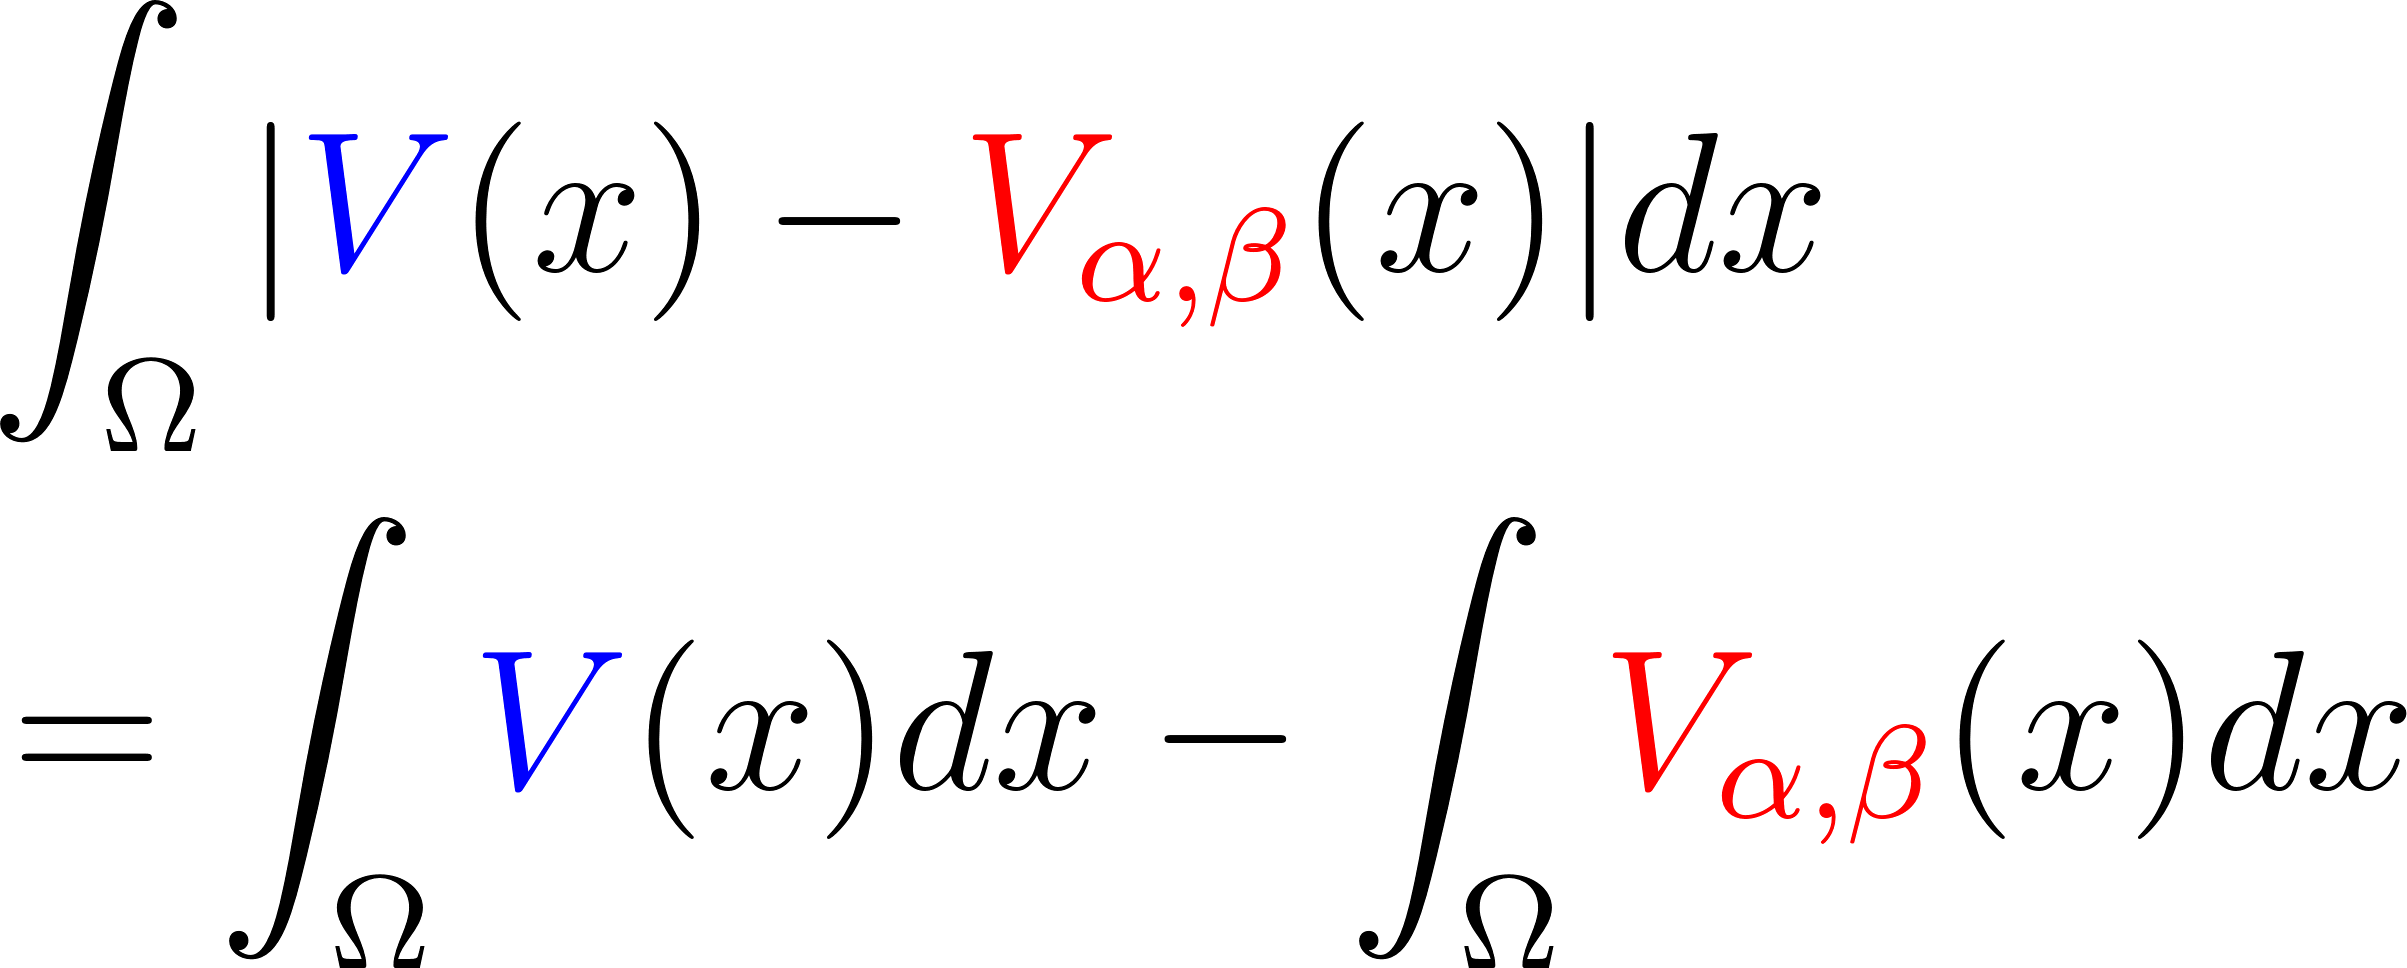 ∫_Ω |V(x) − V_{α,β}(x)|dx
= ∫_Ω V(x)dx − ∫_Ω V_{α,β}(x)dx